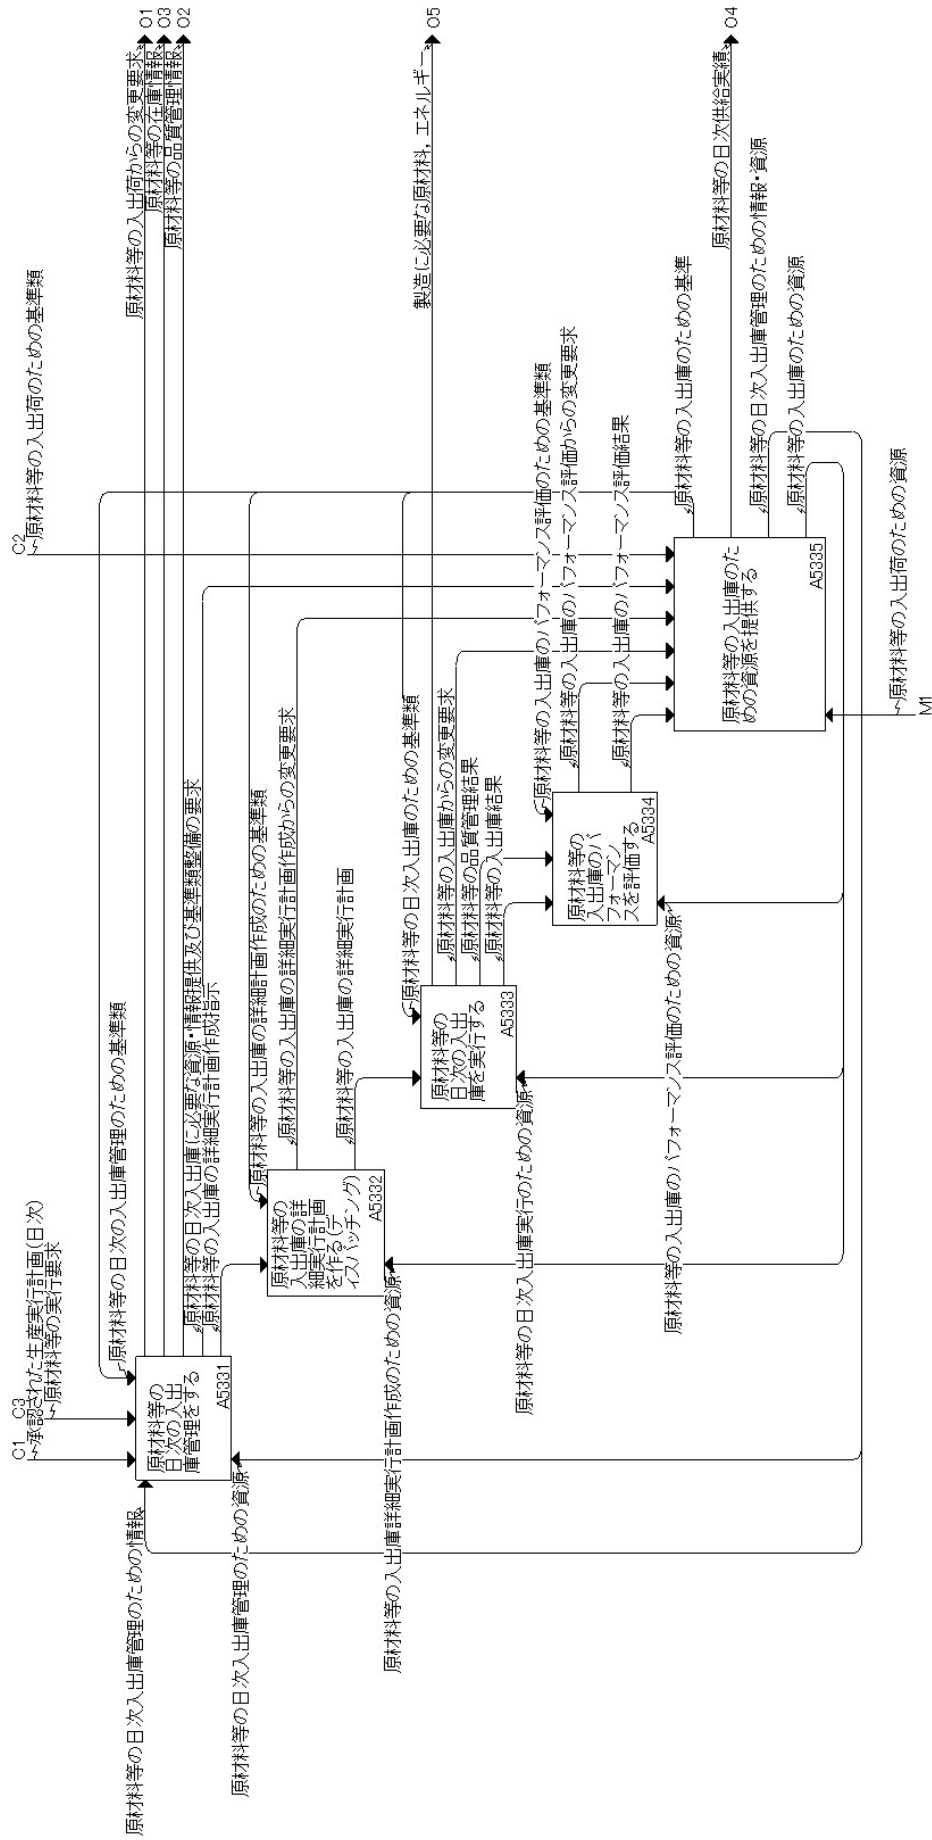 C1
承認された生産実行計画(日次)
C3
原材料等の実行要求
C2
原材料等の入出荷のための基準類
原材料等の日次の入出庫管理のための基準類
原材料等の日次入出庫管理のための情報
原材料等の日次の入出庫管理をする
A5331
原材料等の入出荷からの変更要求
O1
原材料等の在庫情報
O3
原材料等の品質管理情報
O2
原材料等の日次入出庫に必要な資源・情報提供及び基準類整備の要求
原材料等の入出庫の詳細実行計画作成指示
原材料等の日次入出庫管理のための資源
原材料等の入出庫の詳細計画作成のための基準類
原材料等の
入出庫の詳
細実行計画
を作る(デ
ィスパッチング)
A5332
原材料等の入出庫の詳細実行計画作成からの変更要求
原材料等の入出庫の詳細実行計画
原材料等の入出庫詳細実行計画作成のための資源
原材料等の日次入出庫のための基準類
原材料等の
日次の入出
庫を実行する
A5333
製造に必要な原材料,エネルギー
O5
原材料等の入出庫からの変更要求
原材料等の品質管理結果
原材料等の入出庫結果
原材料等の日次入出庫実行のための資源
原材料等の入出庫のパフォーマンス評価のための基準類
原材料等の
入出庫のパ
フォーマン
スを評価する
A5334
原材料等の入出庫のパフォーマンス評価からの変更要求
原材料等の入出庫のパフォーマンス評価結果
原材料等の入出庫のパフォーマンス評価のための資源
原材料等の入出庫のた
めの資源を提供する
A5335
原材料等の入出庫のための基準
原材料等の日次供給実績
O4
原材料等の日次入出庫管理のための情報・資源
原材料等の入出庫のための資源
原材料等の入出荷のための資源
M1